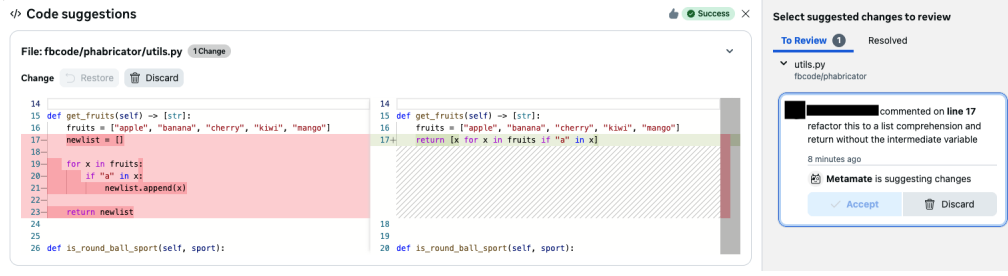 </> Code suggestions
Success
File: fbcode/phabricator/utils.py 1 Change
Change Restore Discard
14
15 def get_fruits(self) -> [str]:
16 fruits = ["apple", "banana", "cherry", "kiwi", "mango"]
17- newlist = []
18-
19- for x in fruits:
20- if "a" in x:
21- newlist.append(x)
22-
23- return newlist
24
25
26 def is_round_ball_sport(self, sport):
14
15 def get_fruits(self) -> [str]:
16 fruits = ["apple", "banana", "cherry", "kiwi", "mango"]
17+ return [x for x in fruits if "a" in x]
18
19
20 def is_round_ball_sport(self, sport):
Select suggested changes to review
To Review 1 Resolved
utils.py
fbcode/phabricator
commented on line 17
refactor this to a list comprehension and
return without the intermediate variable
8 minutes ago
Metamate is suggesting changes
Accept Discard